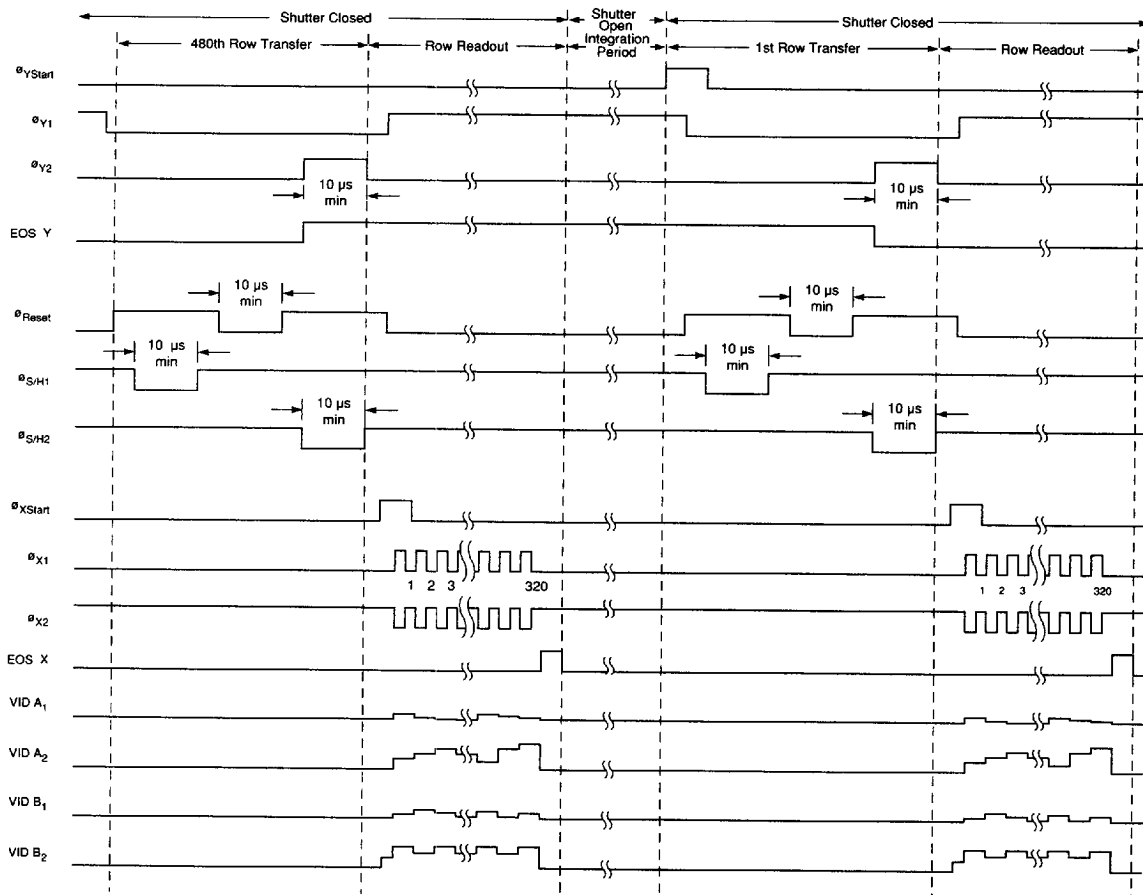 Shutter Closed
Shutter
Open
Integration
Period
Shutter Closed
480th Row Transfer
Row Readout
1st Row Transfer
Row Readout
øYStart
øY1
øY2
10 µs
min
10 µs
min
EOS Y
10 µs
min
10 µs
min
øReset
10 µs
min
10 µs
min
øS/H1
10 µs
min
10 µs
min
øS/H2
øXStart
øX1
1 2 3 320
1 2 3 320
øX2
EOS X
VID A1
VID A2
VID B1
VID B2